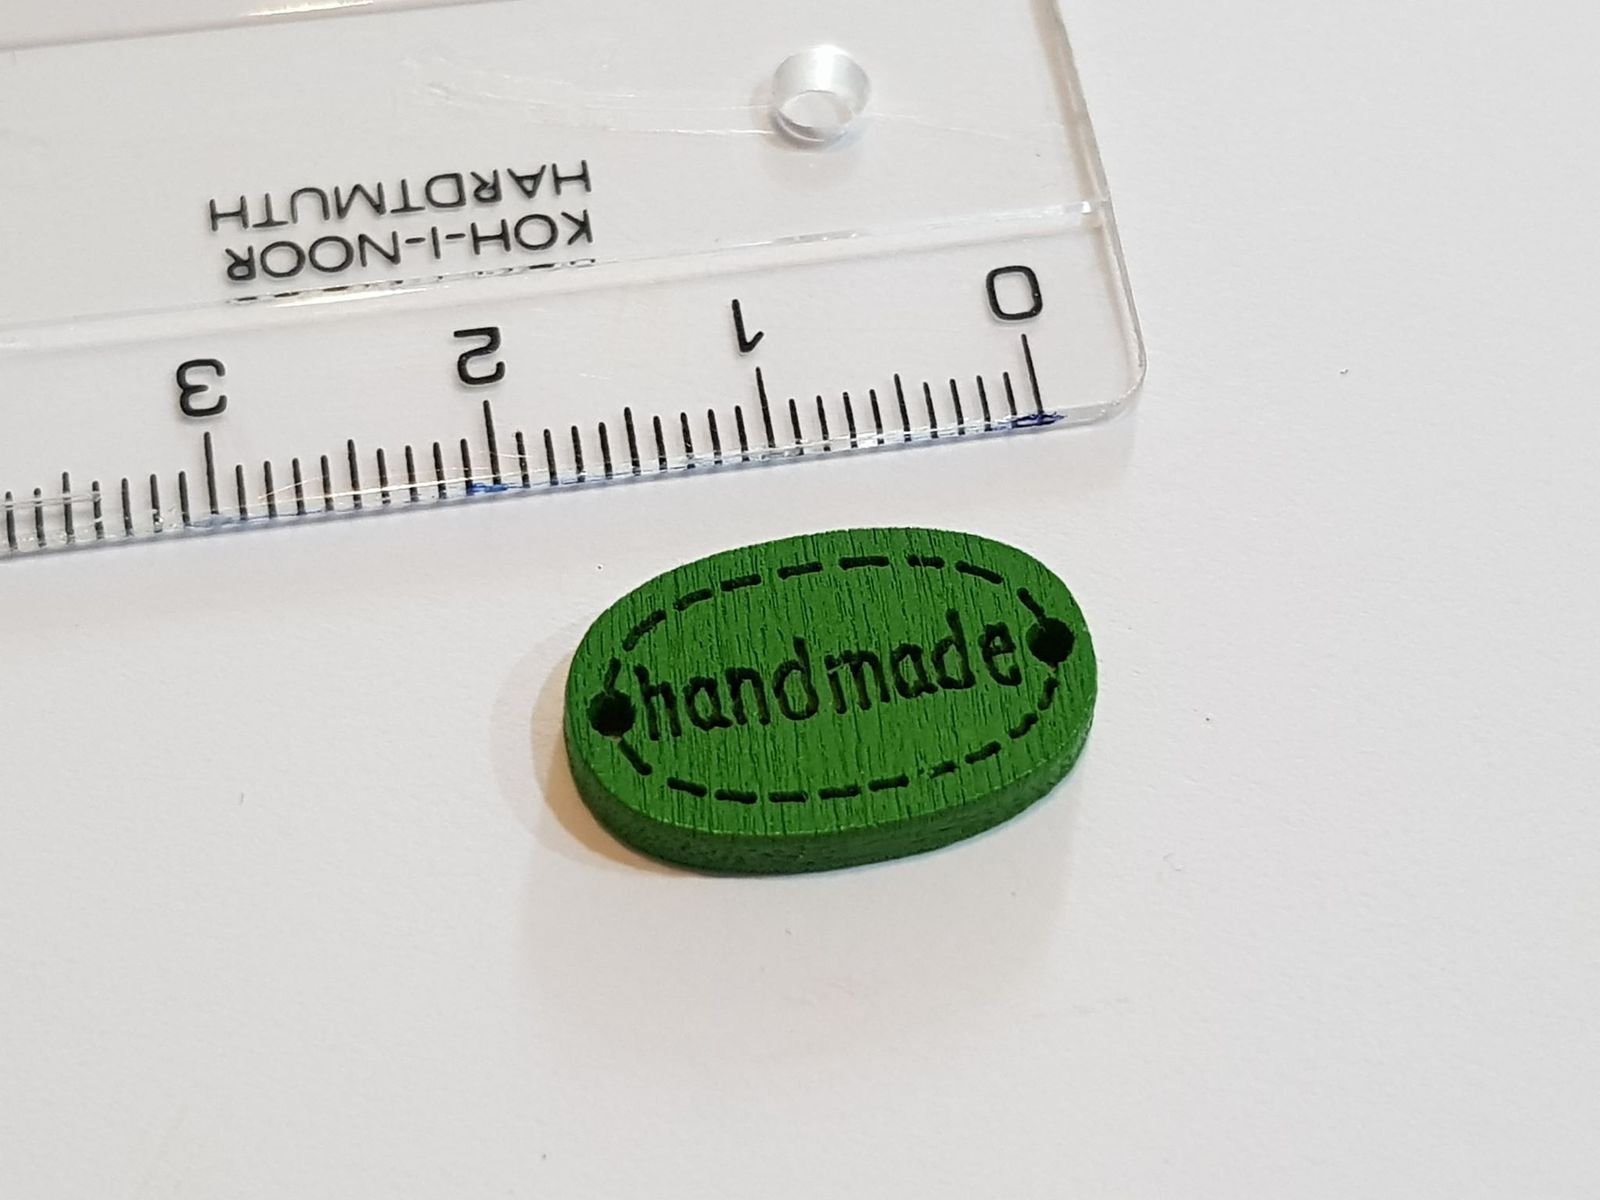 KOH-I-NOOR
HARDTMUTH
0 1 2 3
handmade